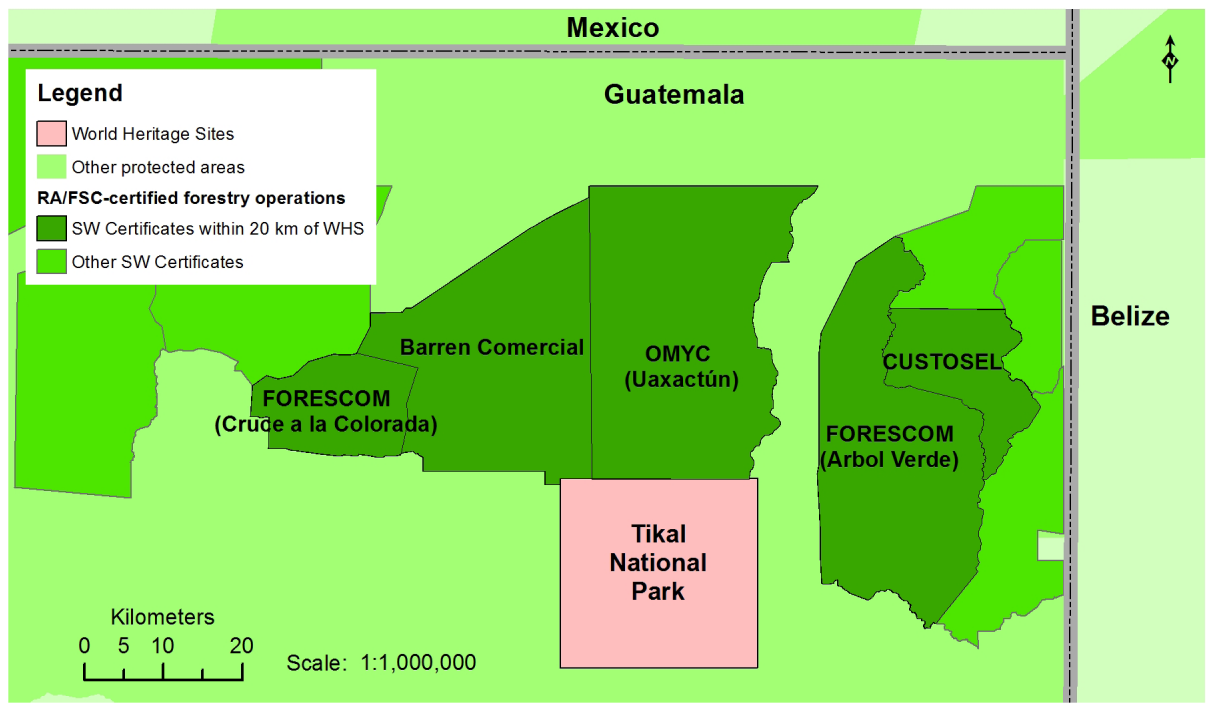 Mexico
Guatemala
N
Legend
World Heritage Sites
Other protected areas
RA/FSC-certified forestry operations
SW Certificates within 20 km of WHS
Other SW Certificates
Belize
Barren Comercial
OMYC
(Uaxactún)
CUSTOSEL
FORESCOM
(Cruce a la Colorada)
FORESCOM
(Arbol Verde)
Tikal
National
Park
Kilometers
0 5 10 20
Scale: 1:1,000,000